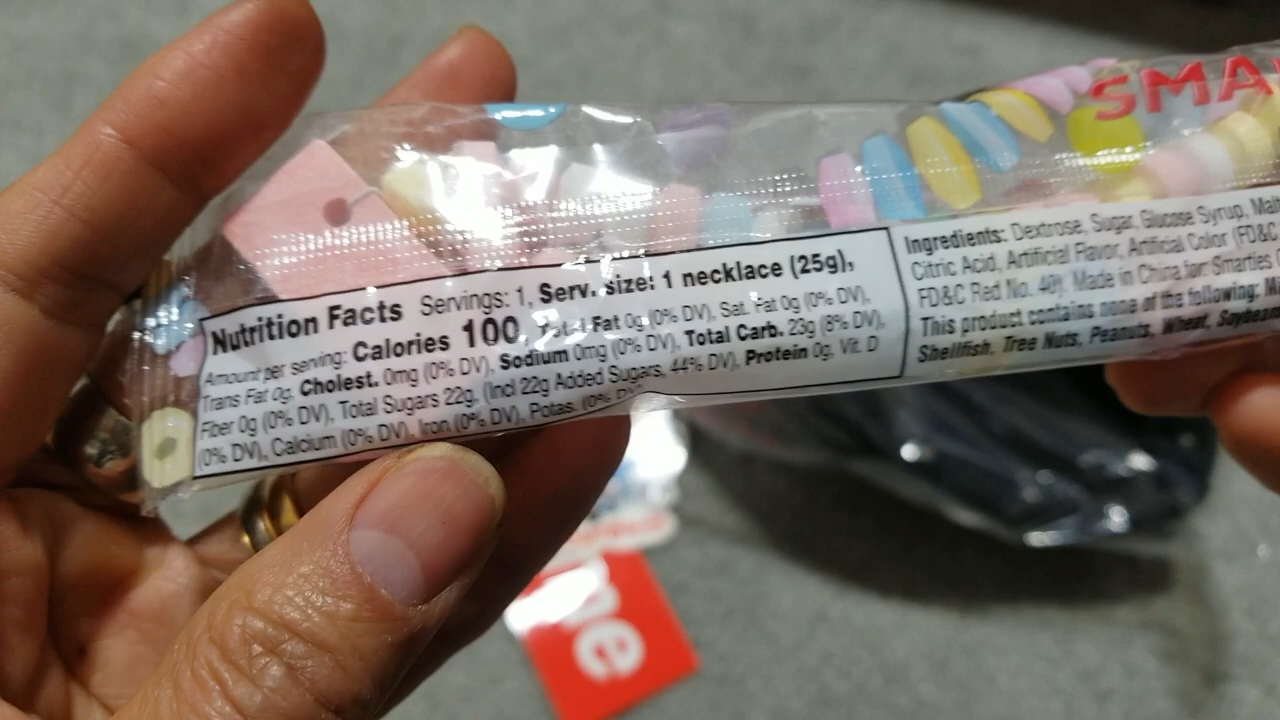 SMA
Nutrition Facts Servings: 1, Serv. size: 1 necklace (25g),
Amount per serving: Calories 100, Total Fat 0g (0% DV), Sat. Fat 0g (0% DV),
Trans Fat 0g, Cholest. 0mg (0% DV), Sodium 0mg (0% DV), Total Carb. 23g (8% DV),
Fiber 0g (0% DV), Total Sugars 22g, (Incl 22g Added Sugars, 44% DV), Protein 0g, Vit. D
(0% DV), Calcium (0% DV), Iron (0% DV), Potas. (0% DV)
Ingredients: Dextrose, Sugar, Glucose Syrup,
Citric Acid, Artificial Flavor, Artificial Color (FD&C
FD&C Red No. 40). Made in China for: Smarties
This product contains none of the following:
Shellfish, Tree Nuts, Peanuts, Wheat,
me